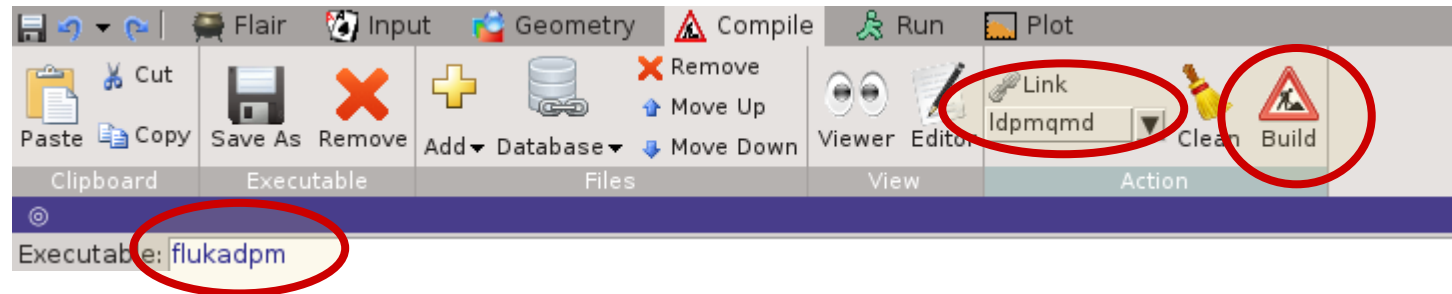 Flair Input Geometry Compile Run Plot
Paste Cut Copy Save As Remove Add Database Remove Move Up Move Down Viewer Editor Link ldpmqmd Clean Build
Clipboard Executable Files View Action
Executable: flukadpm